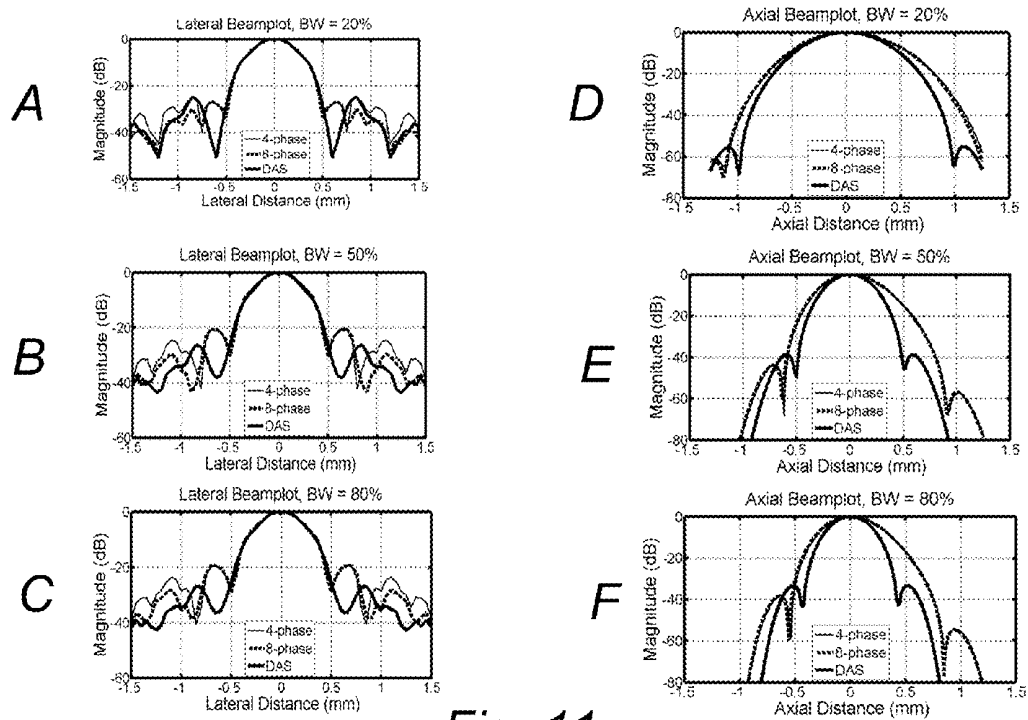 A
Lateral Beamplot, BW = 20%
Magnitude (dB)
0
-20
-40
-60
4-phase
8-phase
DAS
-1.5 -1 -0.5 0 0.5 1 1.5
Lateral Distance (mm)
D
Axial Beamplot, BW = 20%
Magnitude (dB)
0
-20
-40
-60
-80
4-phase
8-phase
DAS
-1.5 -1 -0.5 0 0.5 1 1.5
Axial Distance (mm)
B
Lateral Beamplot, BW = 50%
Magnitude (dB)
0
-20
-40
-60
4-phase
8-phase
DAS
-1.5 -1 -0.5 0 0.5 1 1.5
Lateral Distance (mm)
E
Axial Beamplot, BW = 50%
Magnitude (dB)
0
-20
-40
-60
-80
4-phase
8-phase
DAS
-1.5 -1 -0.5 0 0.5 1 1.5
Axial Distance (mm)
C
Lateral Beamplot, BW = 80%
Magnitude (dB)
0
-20
-40
-60
4-phase
8-phase
DAS
-1.5 -1 -0.5 0 0.5 1 1.5
Lateral Distance (mm)
F
Axial Beamplot, BW = 80%
Magnitude (dB)
0
-20
-40
-60
-80
4-phase
8-phase
DAS
-1.5 -1 -0.5 0 0.5 1 1.5
Axial Distance (mm)